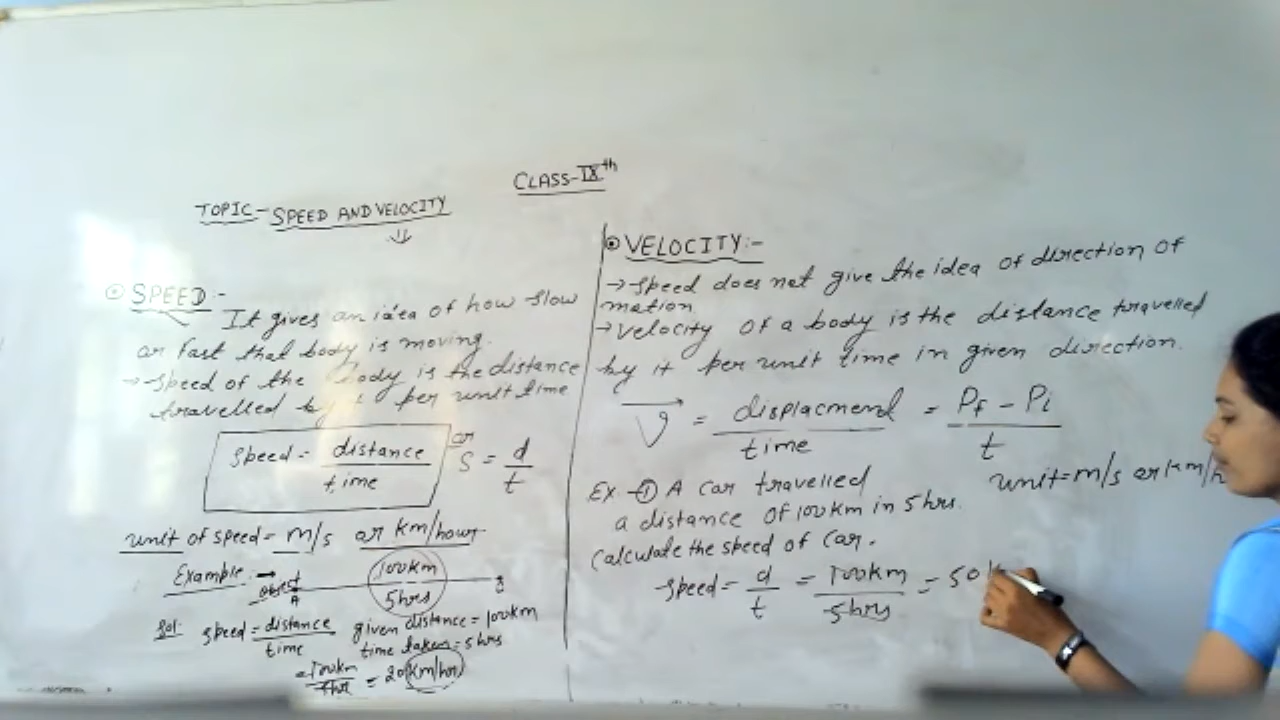 CLASS-IXth
TOPIC- SPEED AND VELOCITY
SPEED:-
It gives an idea of how slow
or fast that body is moving.
→ speed of the body is the distance
travelled by it per unit time
speed = distance / time or S = d / t
unit of speed = m/s or km/hour
Example:→ object A 100km 5hrs B
Sol: speed = distance / time given distance = 100km
time taken = 5hrs
= 100km / 5hr = 20 km/hr
VELOCITY:-
→ speed does not give the idea of direction of
motion
→ velocity of a body is the distance travelled
by it per unit time in given direction.
V = displacmend / time = Pf - Pi / t
unit = m/s or km/h
Ex-① A car travelled
a distance of 100km in 5hrs.
Calculate the speed of car.
speed = d / t = 100km / 5hrs = 50 k